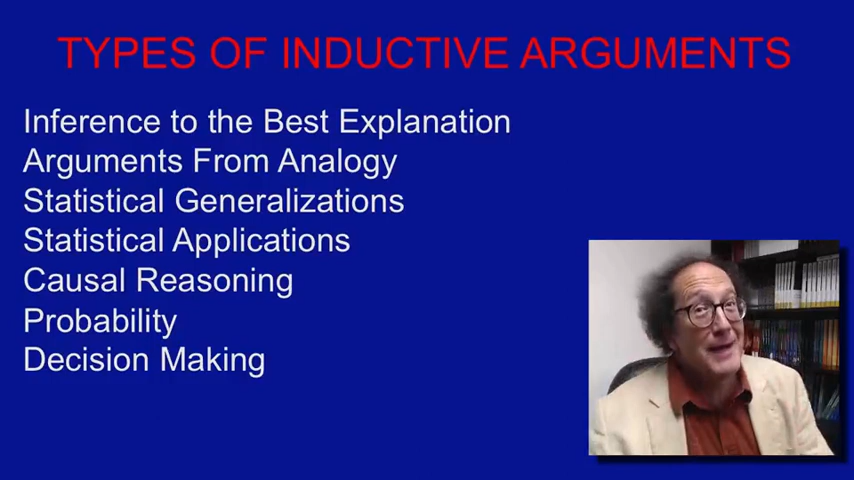 TYPES OF INDUCTIVE ARGUMENTS
Inference to the Best Explanation
Arguments From Analogy
Statistical Generalizations
Statistical Applications
Causal Reasoning
Probability
Decision Making